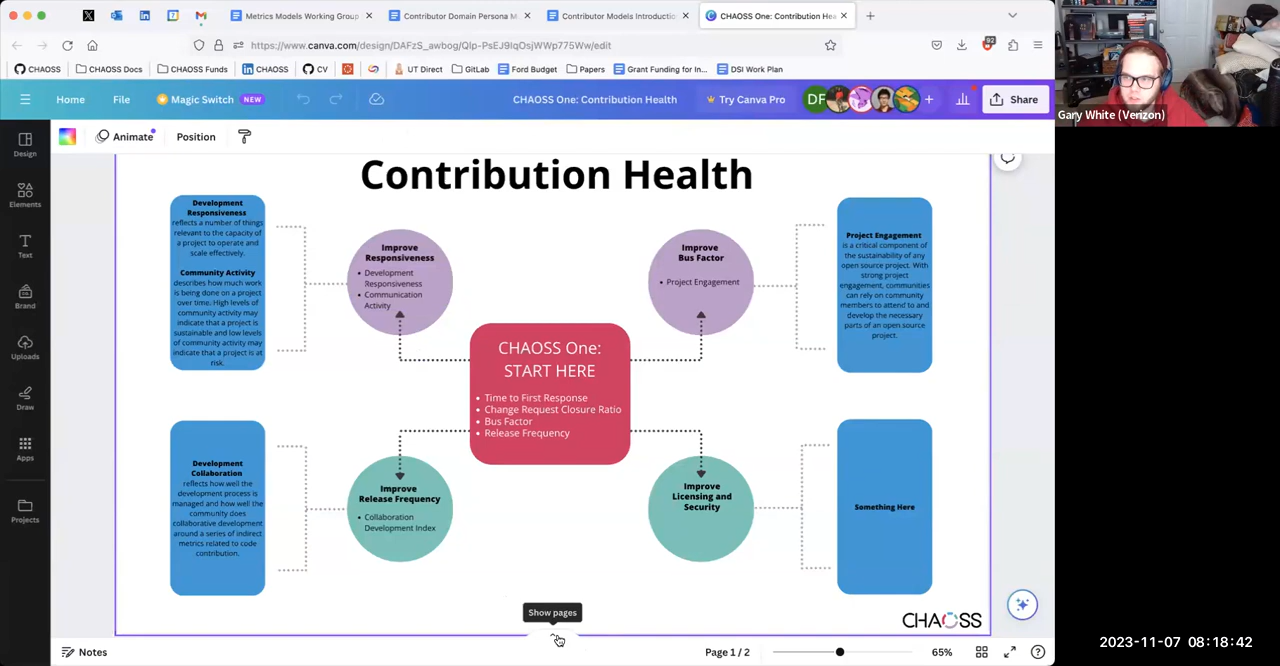 Metrics Models Working Group
Contributor Domain Persona M
Contributor Models Introductio
CHAOSS One: Contribution Hea
https://www.canva.com/design/DAFzS_awbog/Qlp-PsEJ9IqOsjWWp775Ww/edit
CHAOSS
CHAOSS Docs
CHAOSS Funds
CHAOSS
CV
UT Direct
GitLab
Ford Budget
Papers
Grant Funding for In...
DSI Work Plan
Home
File
Magic Switch NEW
CHAOSS One: Contribution Health
Try Canva Pro
DF
Share
Gary White (Verizon)
Animate
Position
Design
Elements
Text
Brand
Uploads
Draw
Apps
Projects
Contribution Health
Development
Responsiveness
reflects a number of things
relevant to the capacity of
a project to operate and
scale effectively.
Community Activity
describes how much work
is being done on a project
over time. High levels of
community activity may
indicate that a project is
sustainable and low levels
of community activity may
indicate that a project is at
risk.
Improve
Responsiveness
• Development
Responsiveness
• Communication
Activity
Improve
Bus Factor
• Project Engagement
Project Engagement
is a critical component of
the sustainability of any
open source project. With
strong project
engagement, communities
can rely on community
members to attend to and
develop the necessary
parts of an open source
project.
CHAOSS One:
START HERE
• Time to First Response
• Change Request Closure Ratio
• Bus Factor
• Release Frequency
Development
Collaboration
reflects how well the
development process is
managed and how well the
community does
collaborative development
around a series of indirect
metrics related to code
contribution.
Improve
Release Frequency
• Collaboration
Development Index
Improve
Licensing and
Security
Something Here
CHAOSS
Show pages
Notes
Page 1 / 2
65%
2023-11-07 08:18:42